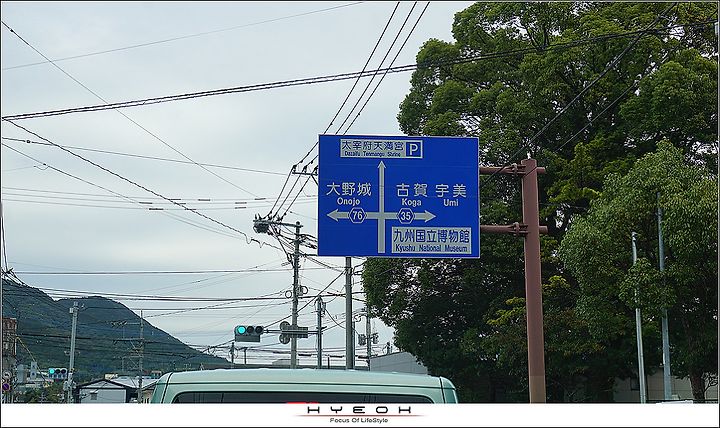 太宰府天満宮 P
Dazaifu Tenmangu Shrine
大野城 古賀 宇美
Onojo Koga Umi
76 35
九州国立博物館
Kyushu National Museum
HYEOH
Focus Of LifeStyle